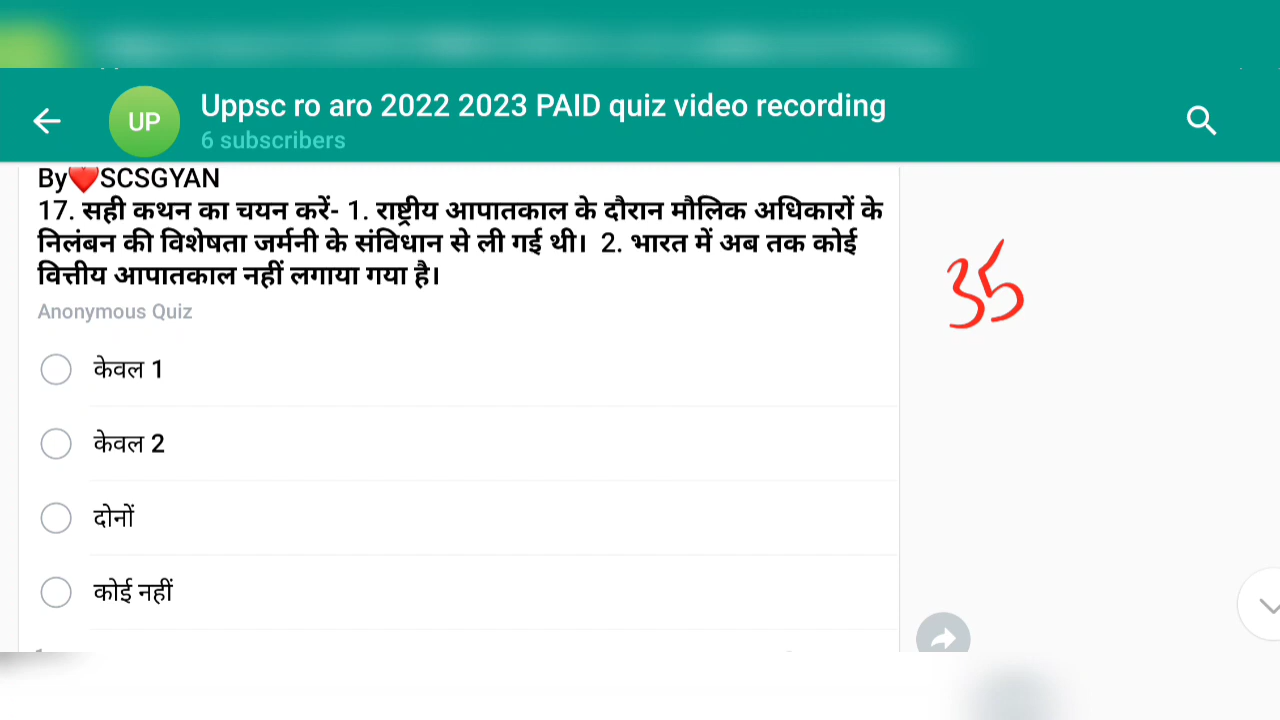 UP
Uppsc ro aro 2022 2023 PAID quiz video recording
6 subscribers
By❤️SCSGYAN
17. सही कथन का चयन करें- 1. राष्ट्रीय आपातकाल के दौरान मौलिक अधिकारों के
निलंबन की विशेषता जर्मनी के संविधान से ली गई थी। 2. भारत में अब तक कोई
वित्तीय आपातकाल नहीं लगाया गया है।
35
Anonymous Quiz
केवल 1
केवल 2
दोनों
कोई नहीं